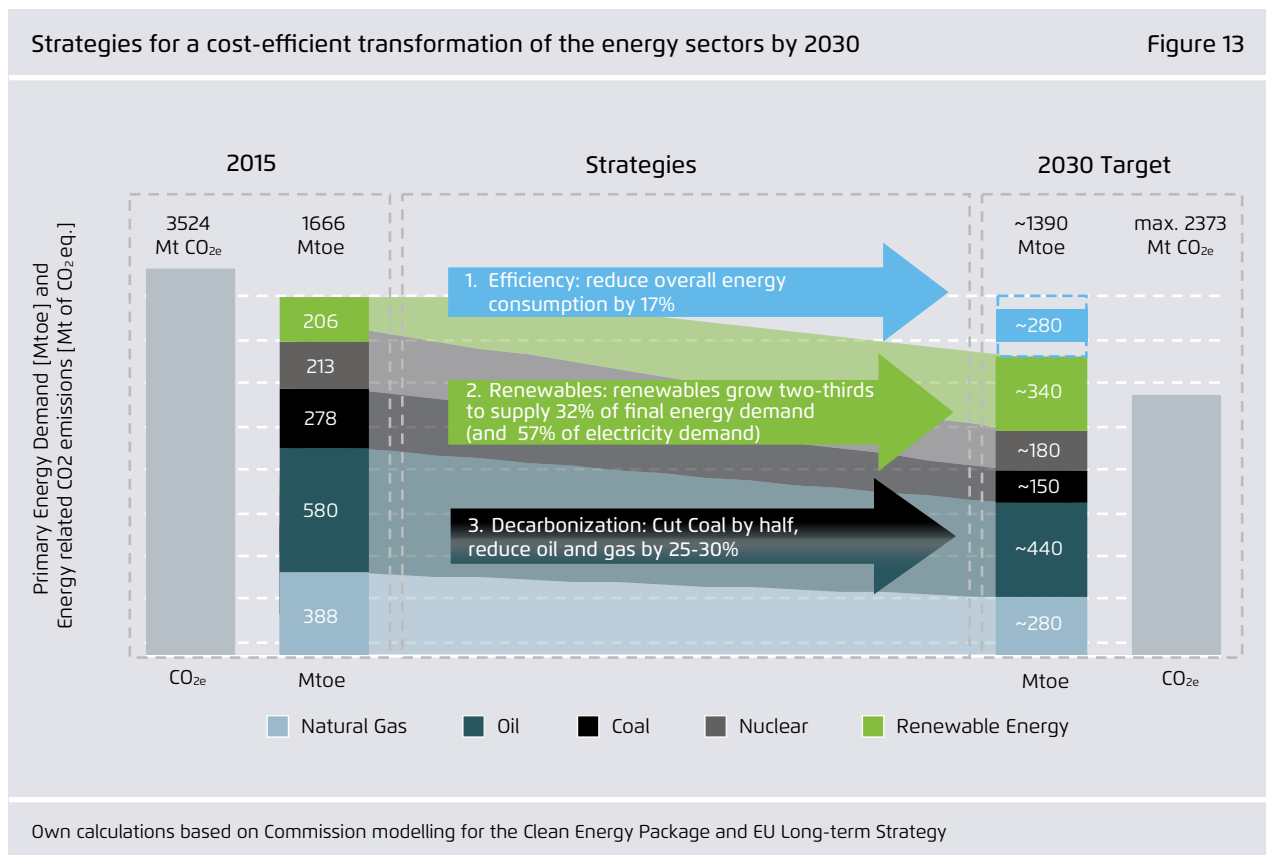 Strategies for a cost-efficient transformation of the energy sectors by 2030
Figure 13
2015
Strategies
2030 Target
Primary Energy Demand [Mtoe] and
Energy related CO2 emissions [Mt of CO₂ eq.]
3524
Mt CO₂ₑ
1666
Mtoe
~1390
Mtoe
max. 2373
Mt CO₂ₑ
1. Efficiency: reduce overall energy
consumption by 17%
2. Renewables: renewables grow two-thirds
to supply 32% of final energy demand
(and 57% of electricity demand)
3. Decarbonization: Cut Coal by half,
reduce oil and gas by 25-30%
206
213
278
580
388
~280
~340
~180
~150
~440
~280
CO₂ₑ
Mtoe
Mtoe
CO₂ₑ
Natural Gas
Oil
Coal
Nuclear
Renewable Energy
Own calculations based on Commission modelling for the Clean Energy Package and EU Long-term Strategy